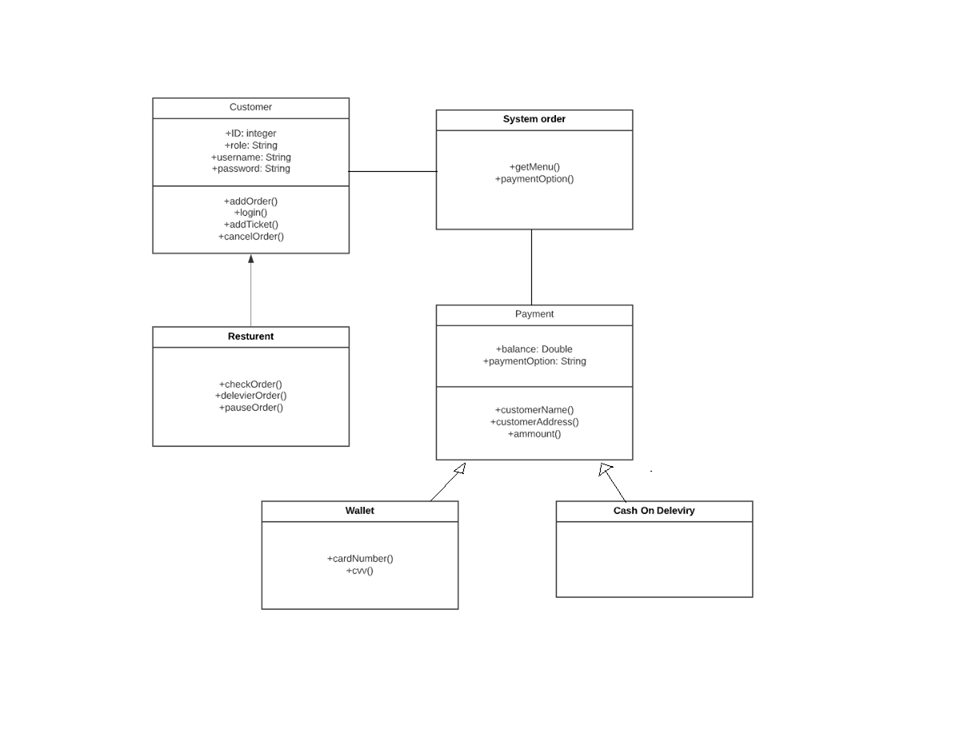 Customer
+ID: integer
+role: String
+username: String
+password: String
+addOrder()
+login()
+addTicket()
+cancelOrder()
System order
+getMenu()
+paymentOption()
Resturent
+checkOrder()
+delevierOrder()
+pauseOrder()
Payment
+balance: Double
+paymentOption: String
+customerName()
+customerAddress()
+ammount()
Wallet
+cardNumber()
+cvv()
Cash On Deleviry